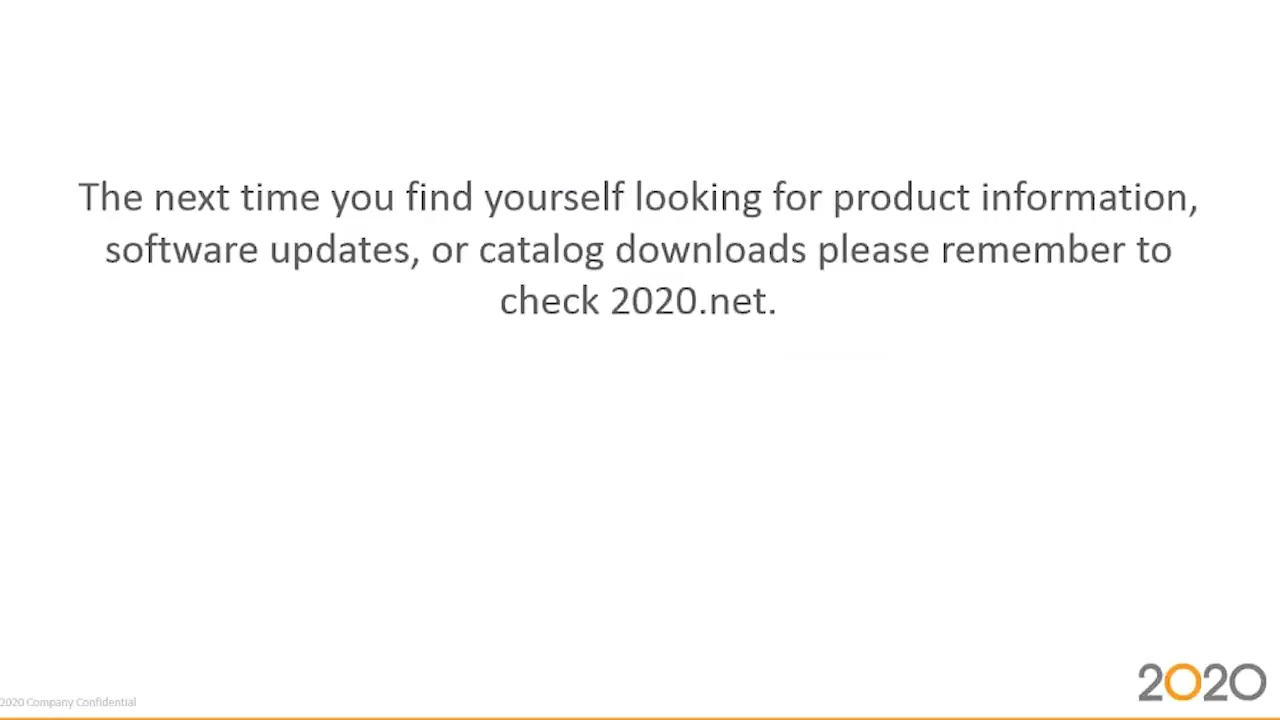 The next time you find yourself looking for product information,
software updates, or catalog downloads please remember to
check 2020.net.
2020 Company Confidential
2020